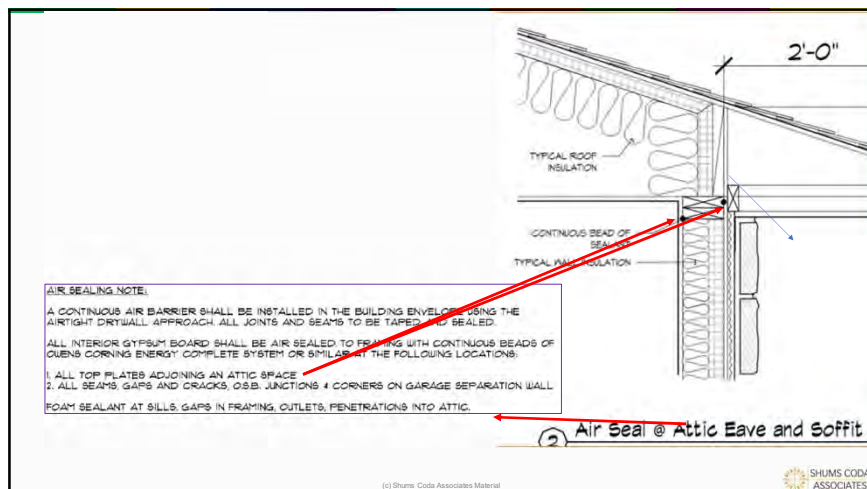 2'-0"
TYPICAL ROOF
INSULATION
CONTINUOUS BEAD OF
SEALANT
TYPICAL WALL INSULATION
AIR SEALING NOTE:
A CONTINUOUS AIR BARRIER SHALL BE INSTALLED IN THE BUILDING ENVELOPE USING THE
AIRTIGHT DRYWALL APPROACH. ALL JOINTS AND SEAMS TO BE TAPED AND SEALED.
ALL INTERIOR GYPSUM BOARD SHALL BE AIR SEALED TO FRAMING WITH CONTINUOUS BEADS OF
OWENS CORNING ENERGY COMPLETE SYSTEM OR SIMILAR AT THE FOLLOWING LOCATIONS:
1. ALL TOP PLATES ADJOINING AN ATTIC SPACE
2. ALL SEAMS, GAPS AND CRACKS, O.S.B. JUNCTIONS & CORNERS ON GARAGE SEPARATION WALL
FOAM SEALANT AT SILLS, GAPS IN FRAMING, OUTLETS, PENETRATIONS INTO ATTIC.
2 Air Seal @ Attic Eave and Soffit
(c) Shums Coda Associates Material
SHUMS CODA
ASSOCIATES